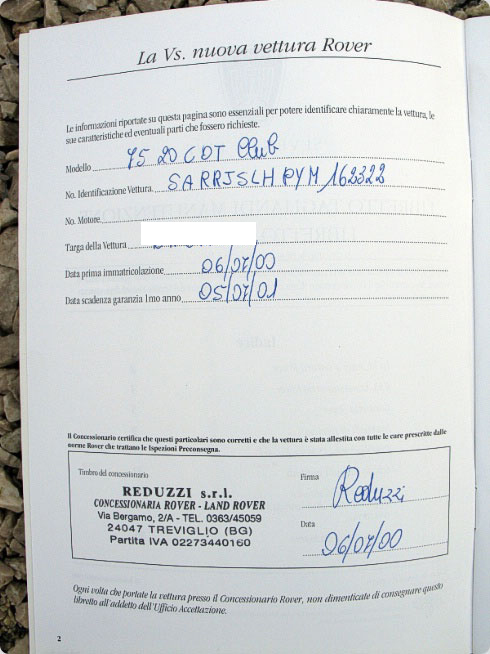 La Vs. nuova vettura Rover
Le informazioni riportate su questa pagina sono essenziali per potere identificare chiaramente la vettura, le
sue caratteristiche ed eventuali parti che fossero richieste.
Modello 75 20 CDT Club
No. Identificazione Vettura SARRJSLHPYM162322
No. Motore
Targa della Vettura
Data prima immatricolazione 06/07/00
Data scadenza garanzia 1mo anno 05/07/01
Il Concessionario certifica che questi particolari sono corretti e che la vettura è stata allestita con tutte le cure prescritte dalle
norme Rover che trattano le Ispezioni Preconsegna.
Timbro del concessionario
REDUZZI s.r.l.
CONCESSIONARIA ROVER - LAND ROVER
Via Bergamo, 2/A - TEL. 0363/45059
24047 TREVIGLIO (BG)
Partita IVA 02273440160
Firma Reduzzi
Data 06/07/00
Ogni volta che portate la vettura presso il Concessionario Rover, non dimenticate di consegnare questo
libretto all'addetto dell'Ufficio Accettazione.
2